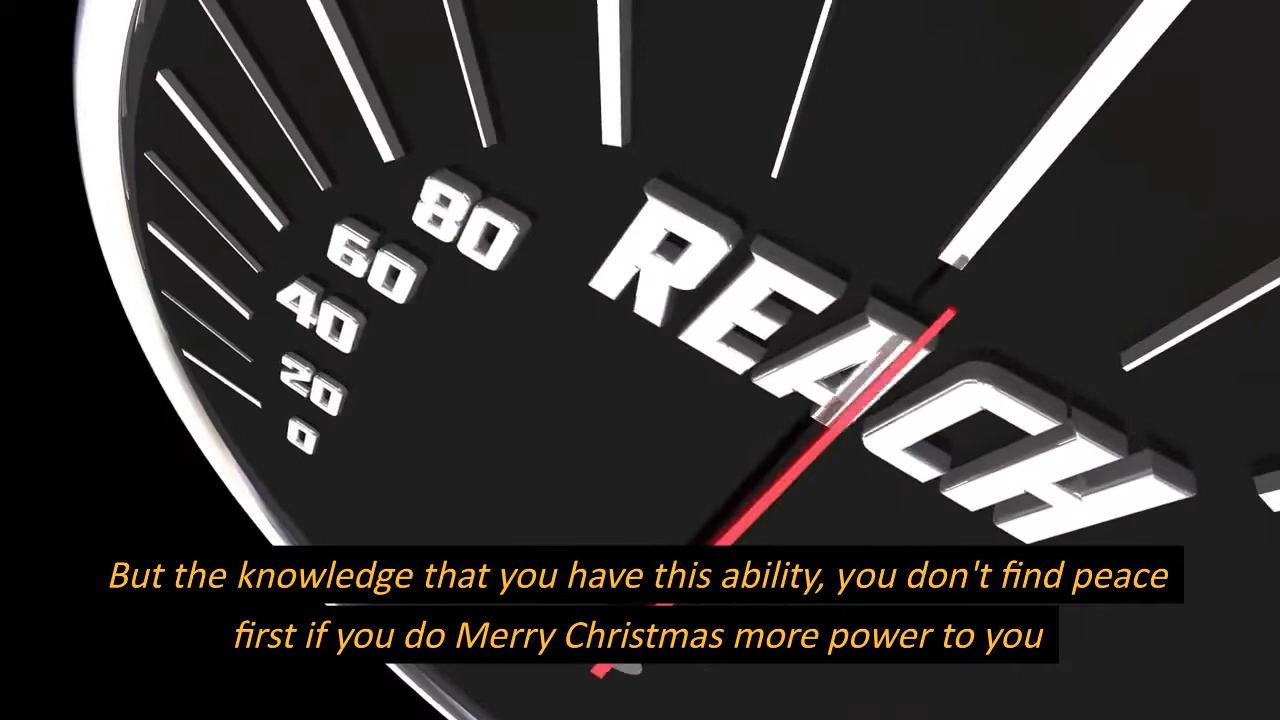 80
60
40
20
0
REACH
But the knowledge that you have this ability, you don't find peace
first if you do Merry Christmas more power to you